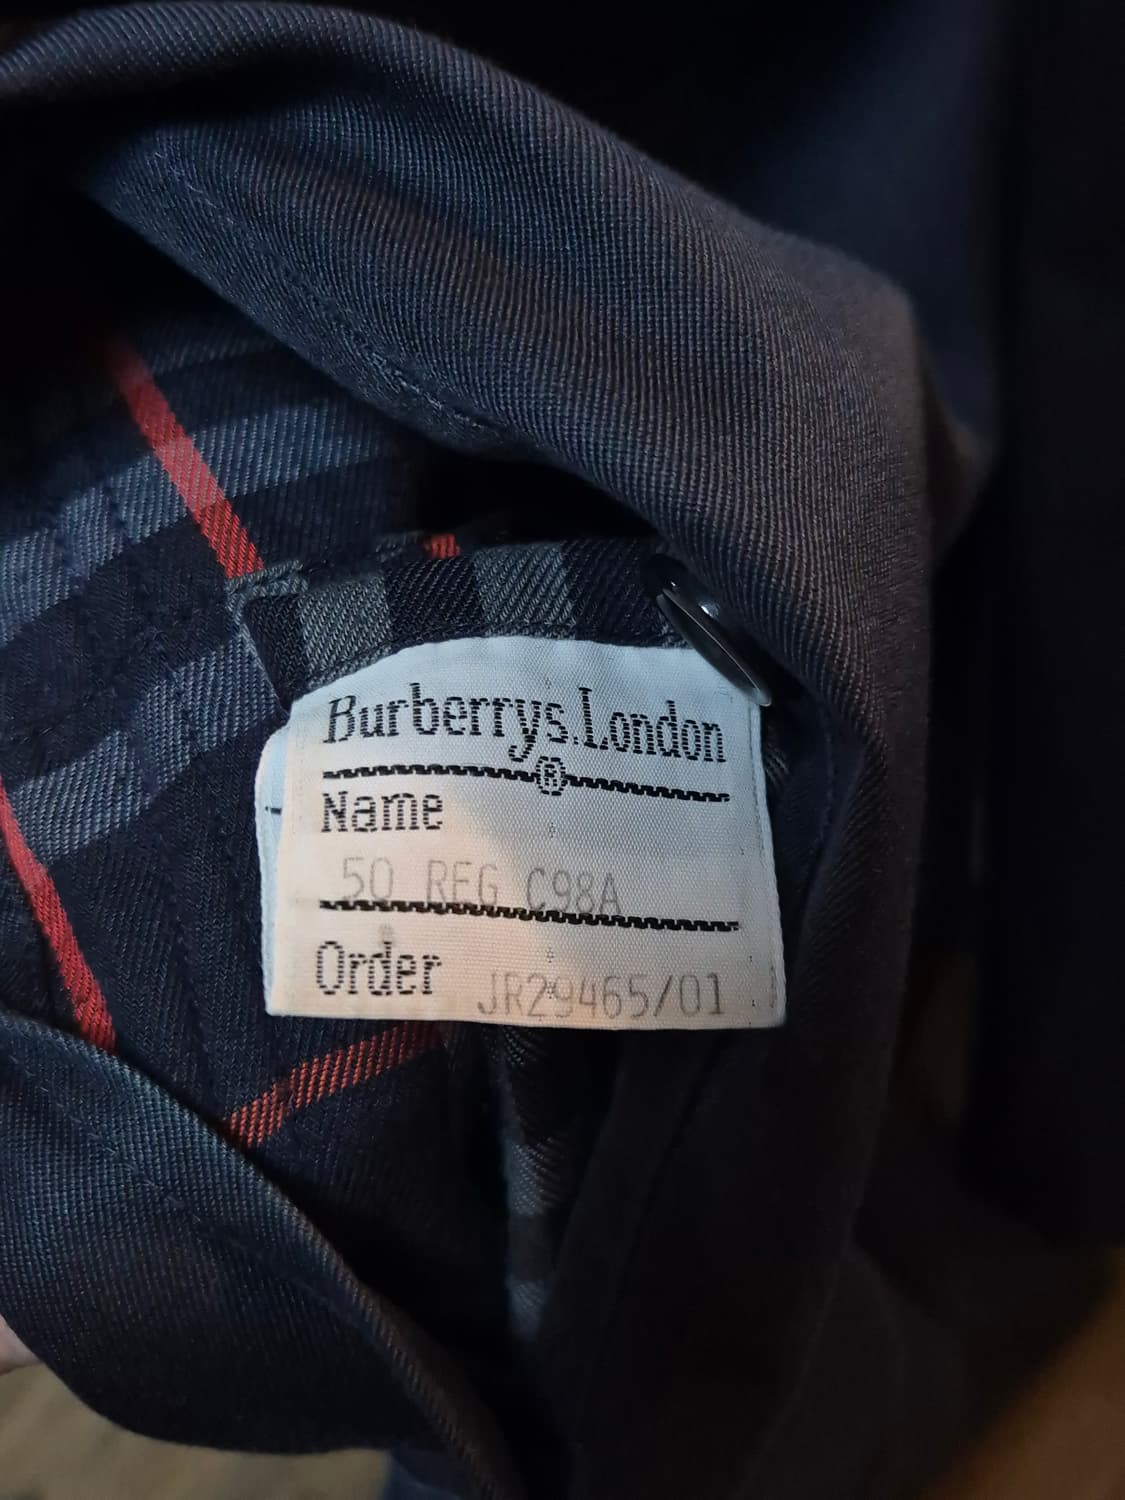 Burberrys.London
®
Name
50 REG C98A
Order JR29465/01